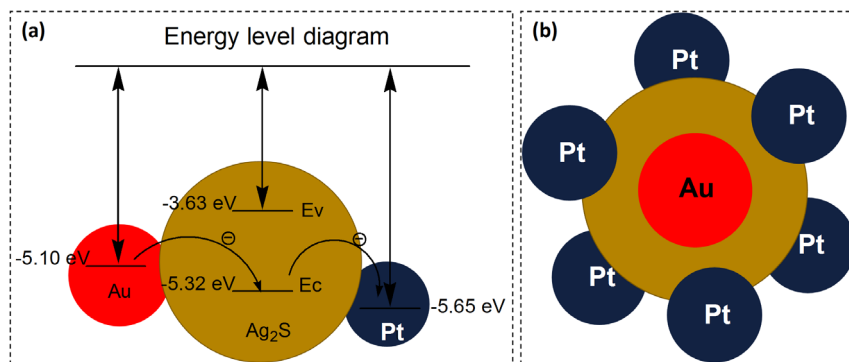 (a)
Energy level diagram
-3.63 eV
Ev
-5.10 eV
-5.32 eV
Ec
Au
Ag₂S
Pt
-5.65 eV
⊖
⊖
(b)
Pt
Pt
Pt
Au
Pt
Pt
Pt